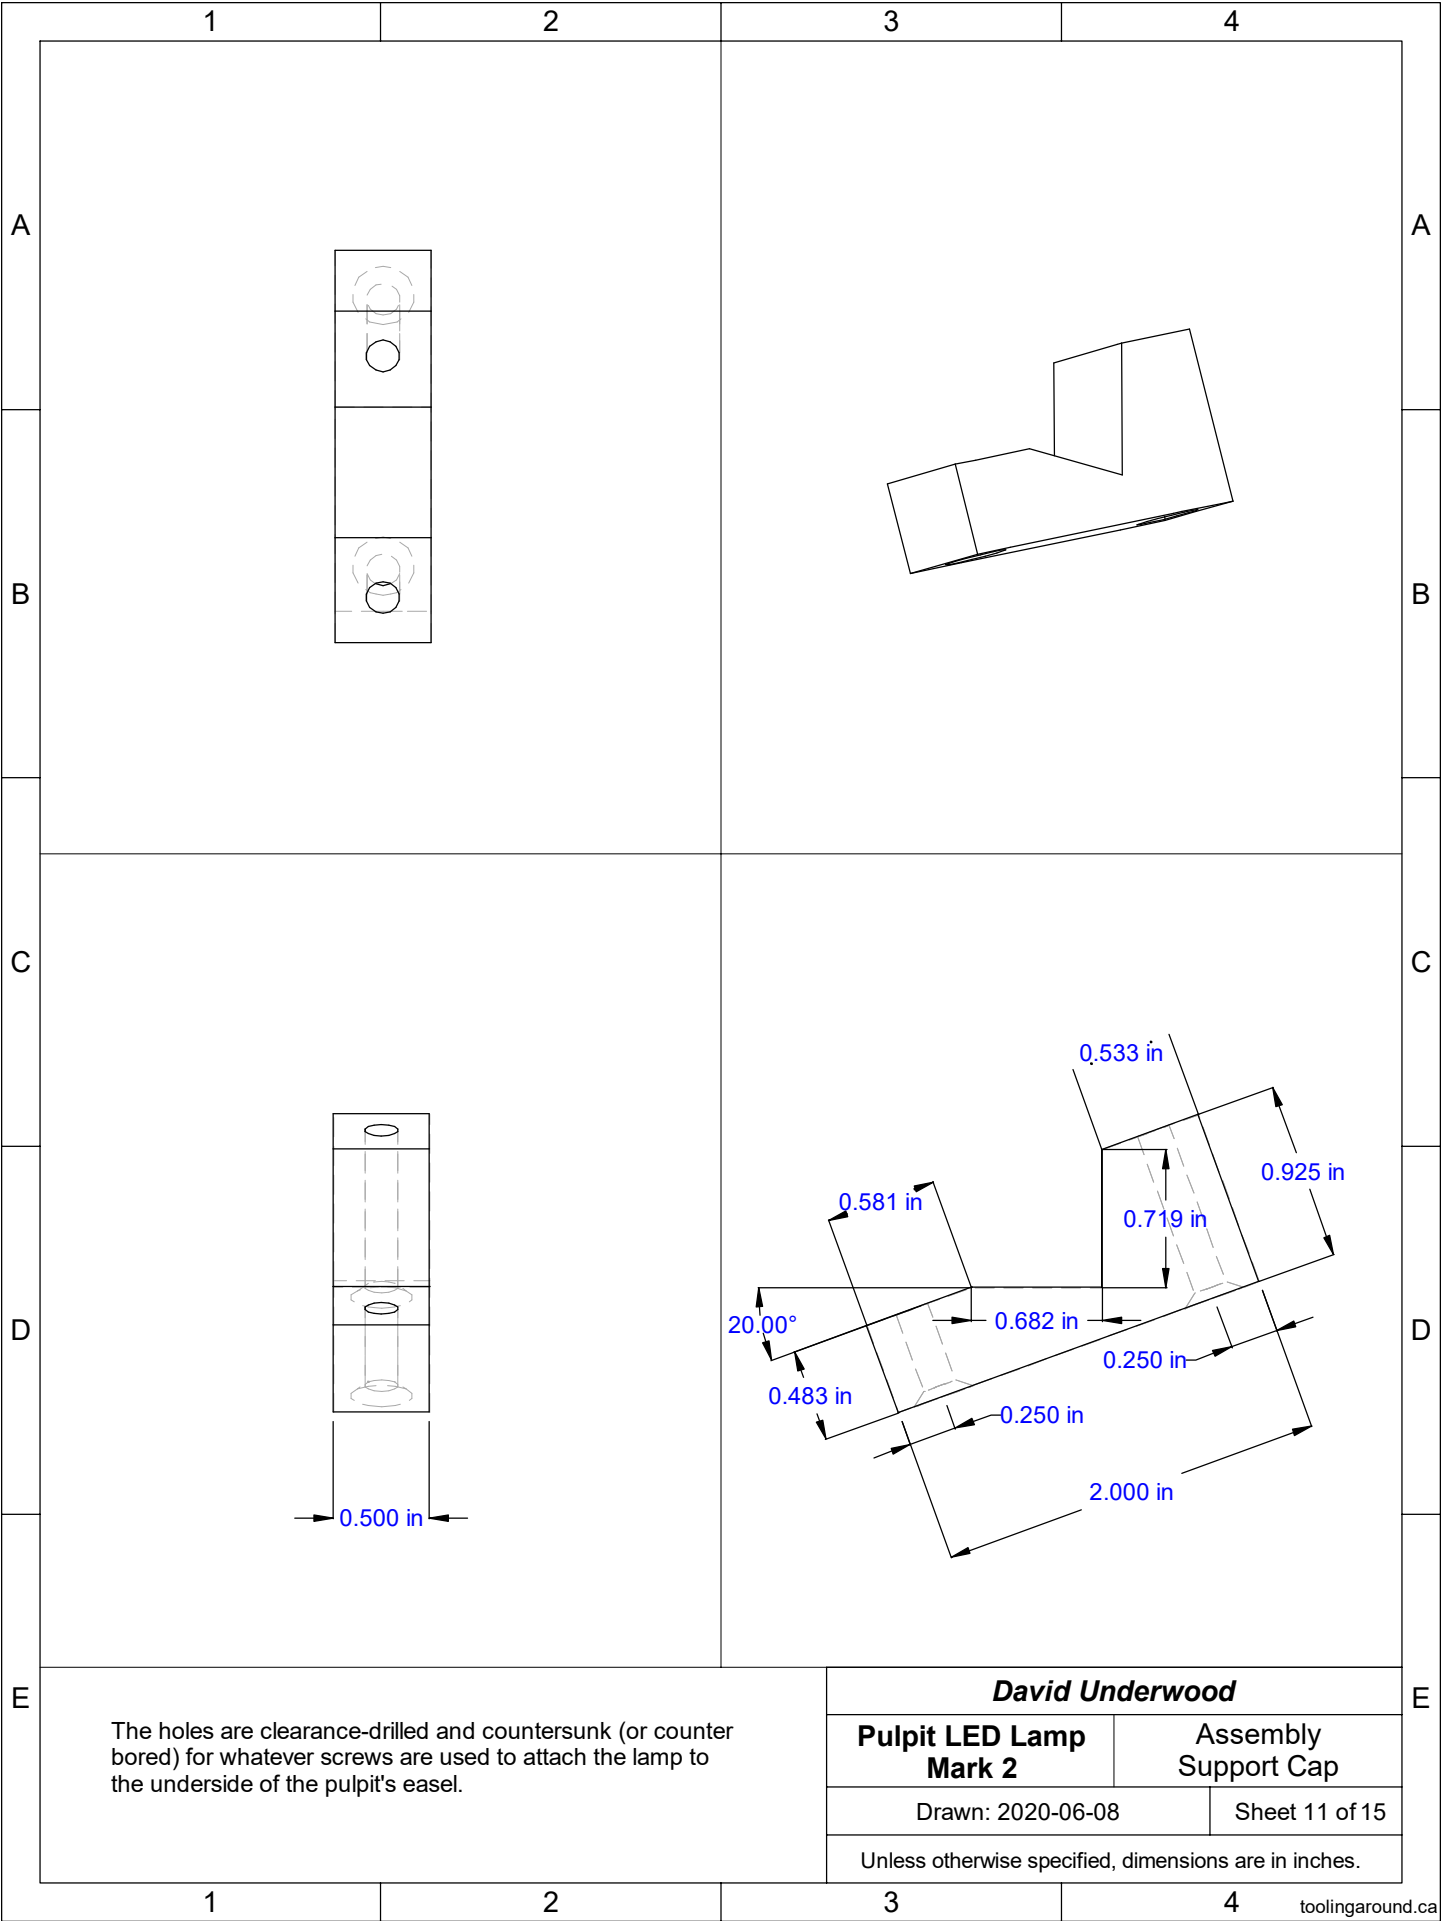 1 2 3 4
A A
B B
C C
0.533 in
0.925 in
0.581 in
0.719 in
D D
20.00°
0.682 in
0.250 in
0.483 in
0.250 in
2.000 in
0.500 in
E E
The holes are clearance-drilled and countersunk (or counter
bored) for whatever screws are used to attach the lamp to
the underside of the pulpit's easel.
David Underwood
Pulpit LED Lamp
Mark 2
Assembly
Support Cap
Drawn: 2020-06-08
Sheet 11 of 15
Unless otherwise specified, dimensions are in inches.
1 2 3 4
toolingaround.ca